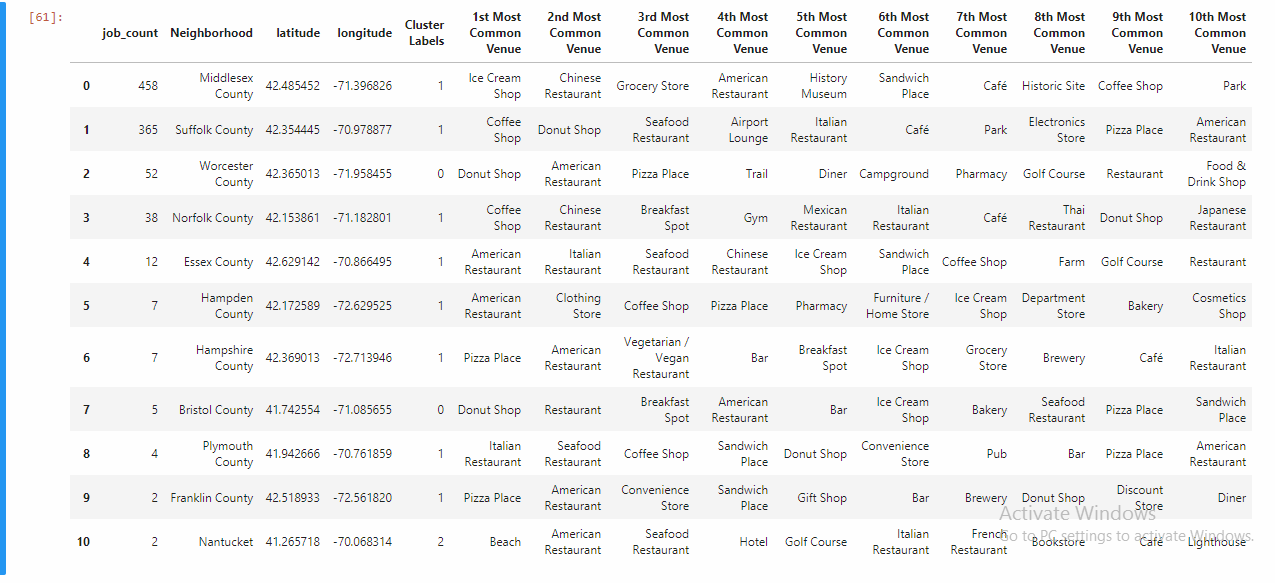 [61]:
job_count Neighborhood latitude longitude Cluster Labels 1st Most Common Venue 2nd Most Common Venue 3rd Most Common Venue 4th Most Common Venue 5th Most Common Venue 6th Most Common Venue 7th Most Common Venue 8th Most Common Venue 9th Most Common Venue 10th Most Common Venue
0 458 Middlesex County 42.485452 -71.396826 1 Ice Cream Shop Chinese Restaurant Grocery Store American Restaurant History Museum Sandwich Place Café Historic Site Coffee Shop Park
1 365 Suffolk County 42.354445 -70.978877 1 Coffee Shop Donut Shop Seafood Restaurant Airport Lounge Italian Restaurant Café Park Electronics Store Pizza Place American Restaurant
2 52 Worcester County 42.365013 -71.958455 0 Donut Shop American Restaurant Pizza Place Trail Diner Campground Pharmacy Golf Course Restaurant Food & Drink Shop
3 38 Norfolk County 42.153861 -71.182801 1 Coffee Shop Chinese Restaurant Breakfast Spot Gym Mexican Restaurant Italian Restaurant Café Thai Restaurant Donut Shop Japanese Restaurant
4 12 Essex County 42.629142 -70.866495 1 American Restaurant Italian Restaurant Seafood Restaurant Chinese Restaurant Ice Cream Shop Sandwich Place Coffee Shop Farm Golf Course Restaurant
5 7 Hampden County 42.172589 -72.629525 1 American Restaurant Clothing Store Coffee Shop Pizza Place Pharmacy Furniture / Home Store Ice Cream Shop Department Store Bakery Cosmetics Shop
6 7 Hampshire County 42.369013 -72.713946 1 Pizza Place American Restaurant Vegetarian / Vegan Restaurant Bar Breakfast Spot Ice Cream Shop Grocery Store Brewery Café Italian Restaurant
7 5 Bristol County 41.742554 -71.085655 0 Donut Shop Restaurant Breakfast Spot American Restaurant Bar Ice Cream Shop Bakery Seafood Restaurant Pizza Place Sandwich Place
8 4 Plymouth County 41.942666 -70.761859 1 Italian Restaurant Seafood Restaurant Coffee Shop Sandwich Place Donut Shop Convenience Store Pub Bar Pizza Place American Restaurant
9 2 Franklin County 42.518933 -72.561820 1 Pizza Place American Restaurant Convenience Store Sandwich Place Gift Shop Bar Brewery Donut Shop Discount Store Diner
10 2 Nantucket 41.265718 -70.068314 2 Beach American Restaurant Seafood Restaurant Hotel Golf Course Italian Restaurant French Restaurant Bookstore Café Lighthouse
Activate Windows
Go to PC settings to activate Windows.